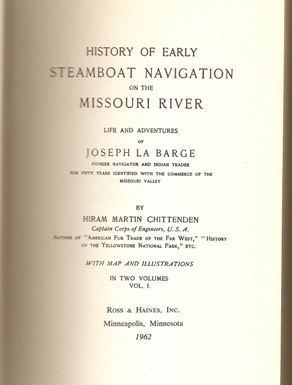 HISTORY OF EARLY
STEAMBOAT NAVIGATION
ON THE
MISSOURI RIVER
LIFE AND ADVENTURES
OF
JOSEPH LA BARGE
PIONEER NAVIGATOR AND INDIAN TRADER
FOR FIFTY YEARS IDENTIFIED WITH THE COMMERCE OF THE
MISSOURI VALLEY
BY
HIRAM MARTIN CHITTENDEN
Captain Corps of Engineers, U. S. A.
AUTHOR OF "AMERICAN FUR TRADE OF THE FAR WEST," "HISTORY
OF THE YELLOWSTONE NATIONAL PARK," ETC.
WITH MAP AND ILLUSTRATIONS
IN TWO VOLUMES
VOL. I.
ROSS & HAINES, INC.
Minneapolis, Minnesota
1962